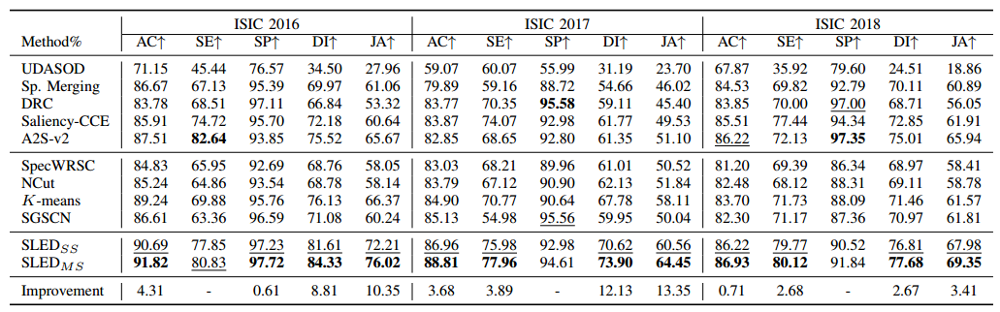 ISIC 2016 ISIC 2017 ISIC 2018
Method% AC↑ SE↑ SP↑ DI↑ JA↑ AC↑ SE↑ SP↑ DI↑ JA↑ AC↑ SE↑ SP↑ DI↑ JA↑
UDASOD 71.15 45.44 76.57 34.50 27.96 59.07 60.07 55.99 31.19 23.70 67.87 35.92 79.60 24.51 18.86
Sp. Merging 86.67 67.13 95.39 69.97 61.06 79.89 59.16 88.72 54.66 46.02 84.53 69.82 92.79 70.11 60.89
DRC 83.78 68.51 97.11 66.84 53.32 83.77 70.35 95.58 59.11 45.40 83.85 70.00 97.00 68.71 56.05
Saliency-CCE 85.91 74.72 95.70 72.18 60.64 83.87 74.07 92.98 61.77 49.53 85.51 77.44 94.34 72.85 61.91
A2S-v2 87.51 82.64 93.85 75.52 65.67 82.85 68.65 92.80 61.35 51.10 86.22 72.13 97.35 75.01 65.94
SpecWRSC 84.83 65.95 92.69 68.76 58.05 83.03 68.21 89.96 61.01 50.52 81.20 69.39 86.34 68.97 58.41
NCut 85.24 64.86 93.54 68.78 58.14 83.79 67.12 90.90 62.13 51.84 82.48 68.12 88.31 69.11 58.78
K-means 89.24 69.88 95.76 76.13 66.37 84.90 70.77 90.64 67.78 58.11 83.70 71.73 88.09 71.46 61.57
SGSCN 86.61 63.36 96.59 71.08 60.24 85.13 54.98 95.56 59.95 50.04 82.30 71.17 87.36 70.97 61.81
SLED_SS 90.69 77.85 97.23 81.61 72.21 86.96 75.98 92.98 70.62 60.56 86.22 79.77 90.52 76.81 67.98
SLED_MS 91.82 80.83 97.72 84.33 76.02 88.81 77.96 94.61 73.90 64.45 86.93 80.12 91.84 77.68 69.35
Improvement 4.31 - 0.61 8.81 10.35 3.68 3.89 - 12.13 13.35 0.71 2.68 - 2.67 3.41